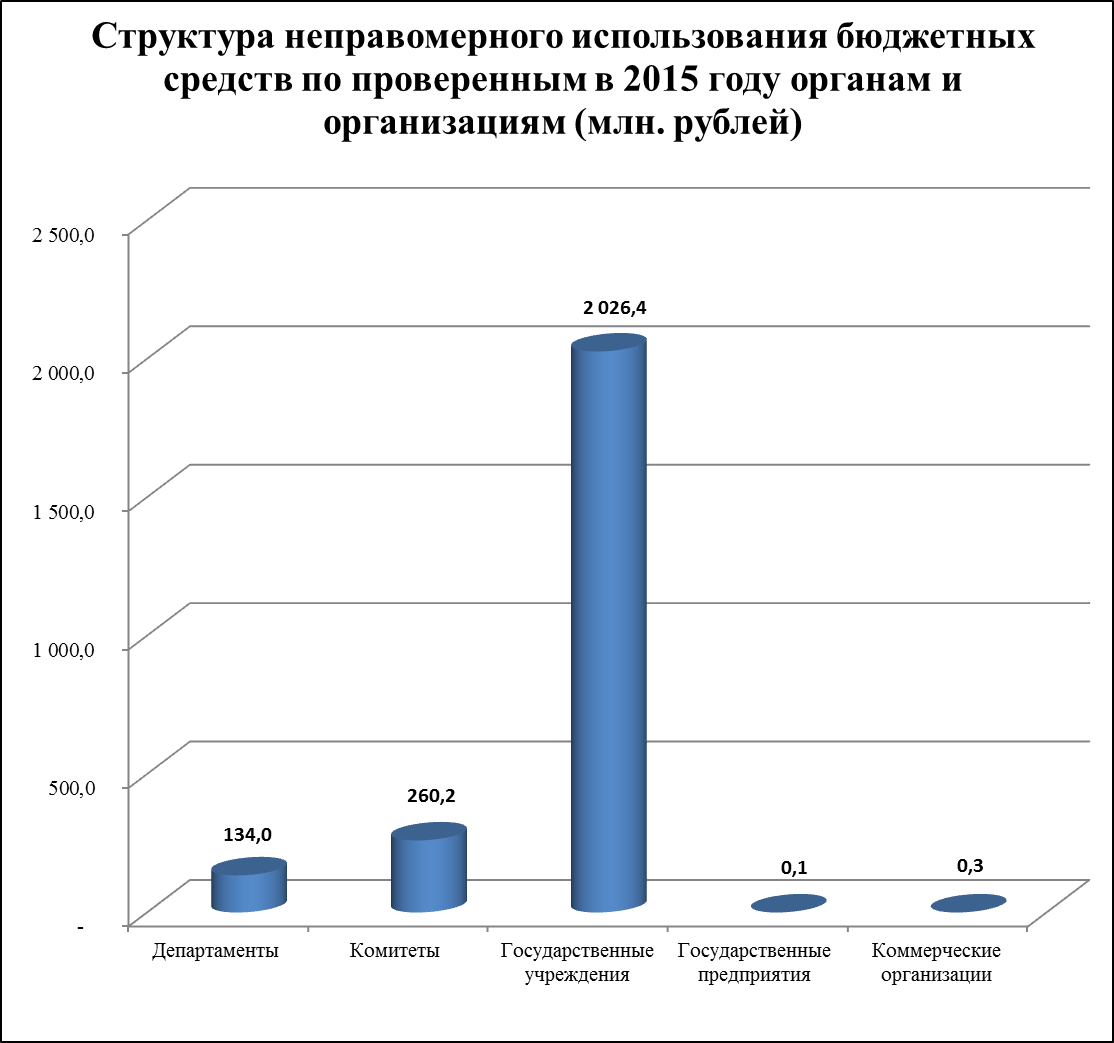 Структура неправомерного использования бюджетных
средств по проверенным в 2015 году органам и
организациям (млн. рублей)
2 500,0
2 000,0
1 500,0
1 000,0
500,0
-
134,0
260,2
2 026,4
0,1
0,3
Департаменты
Комитеты
Государственные
учреждения
Государственные
предприятия
Коммерческие
организации